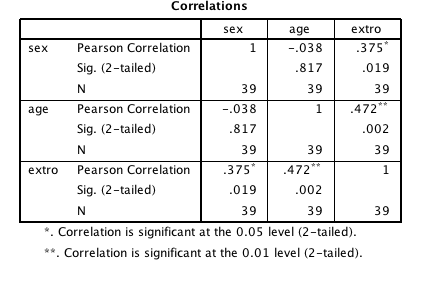 Correlations
sex age extro
sex Pearson Correlation 1 -.038 .375*
Sig. (2-tailed) .817 .019
N 39 39 39
age Pearson Correlation -.038 1 .472**
Sig. (2-tailed) .817 .002
N 39 39 39
extro Pearson Correlation .375* .472** 1
Sig. (2-tailed) .019 .002
N 39 39 39
*. Correlation is significant at the 0.05 level (2-tailed).
**. Correlation is significant at the 0.01 level (2-tailed).